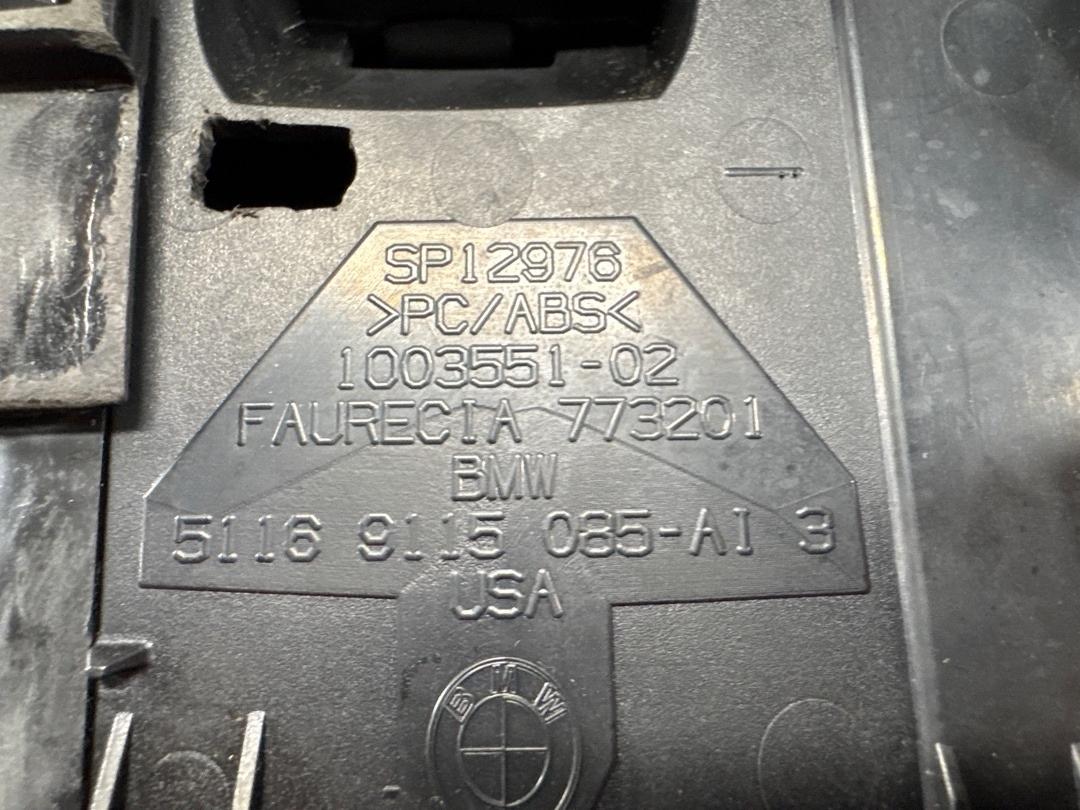 SP12976
>PC/ABS<
1003551-02
FAURECIA 773201
BMW
5116 9115 085-AI 3
USA
BMW